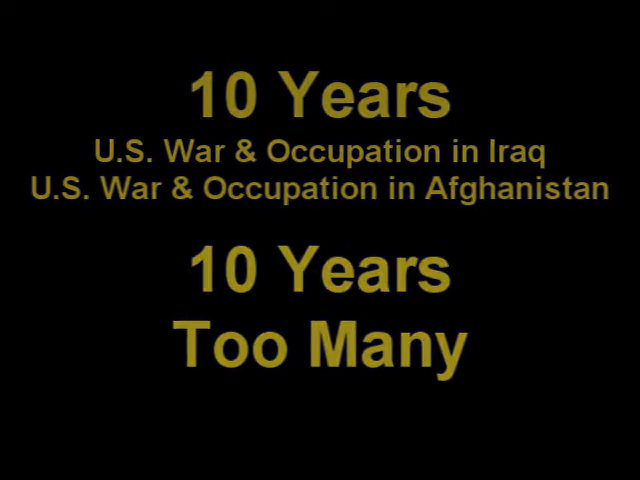 10 Years
U.S. War & Occupation in Iraq
U.S. War & Occupation in Afghanistan
10 Years
Too Many